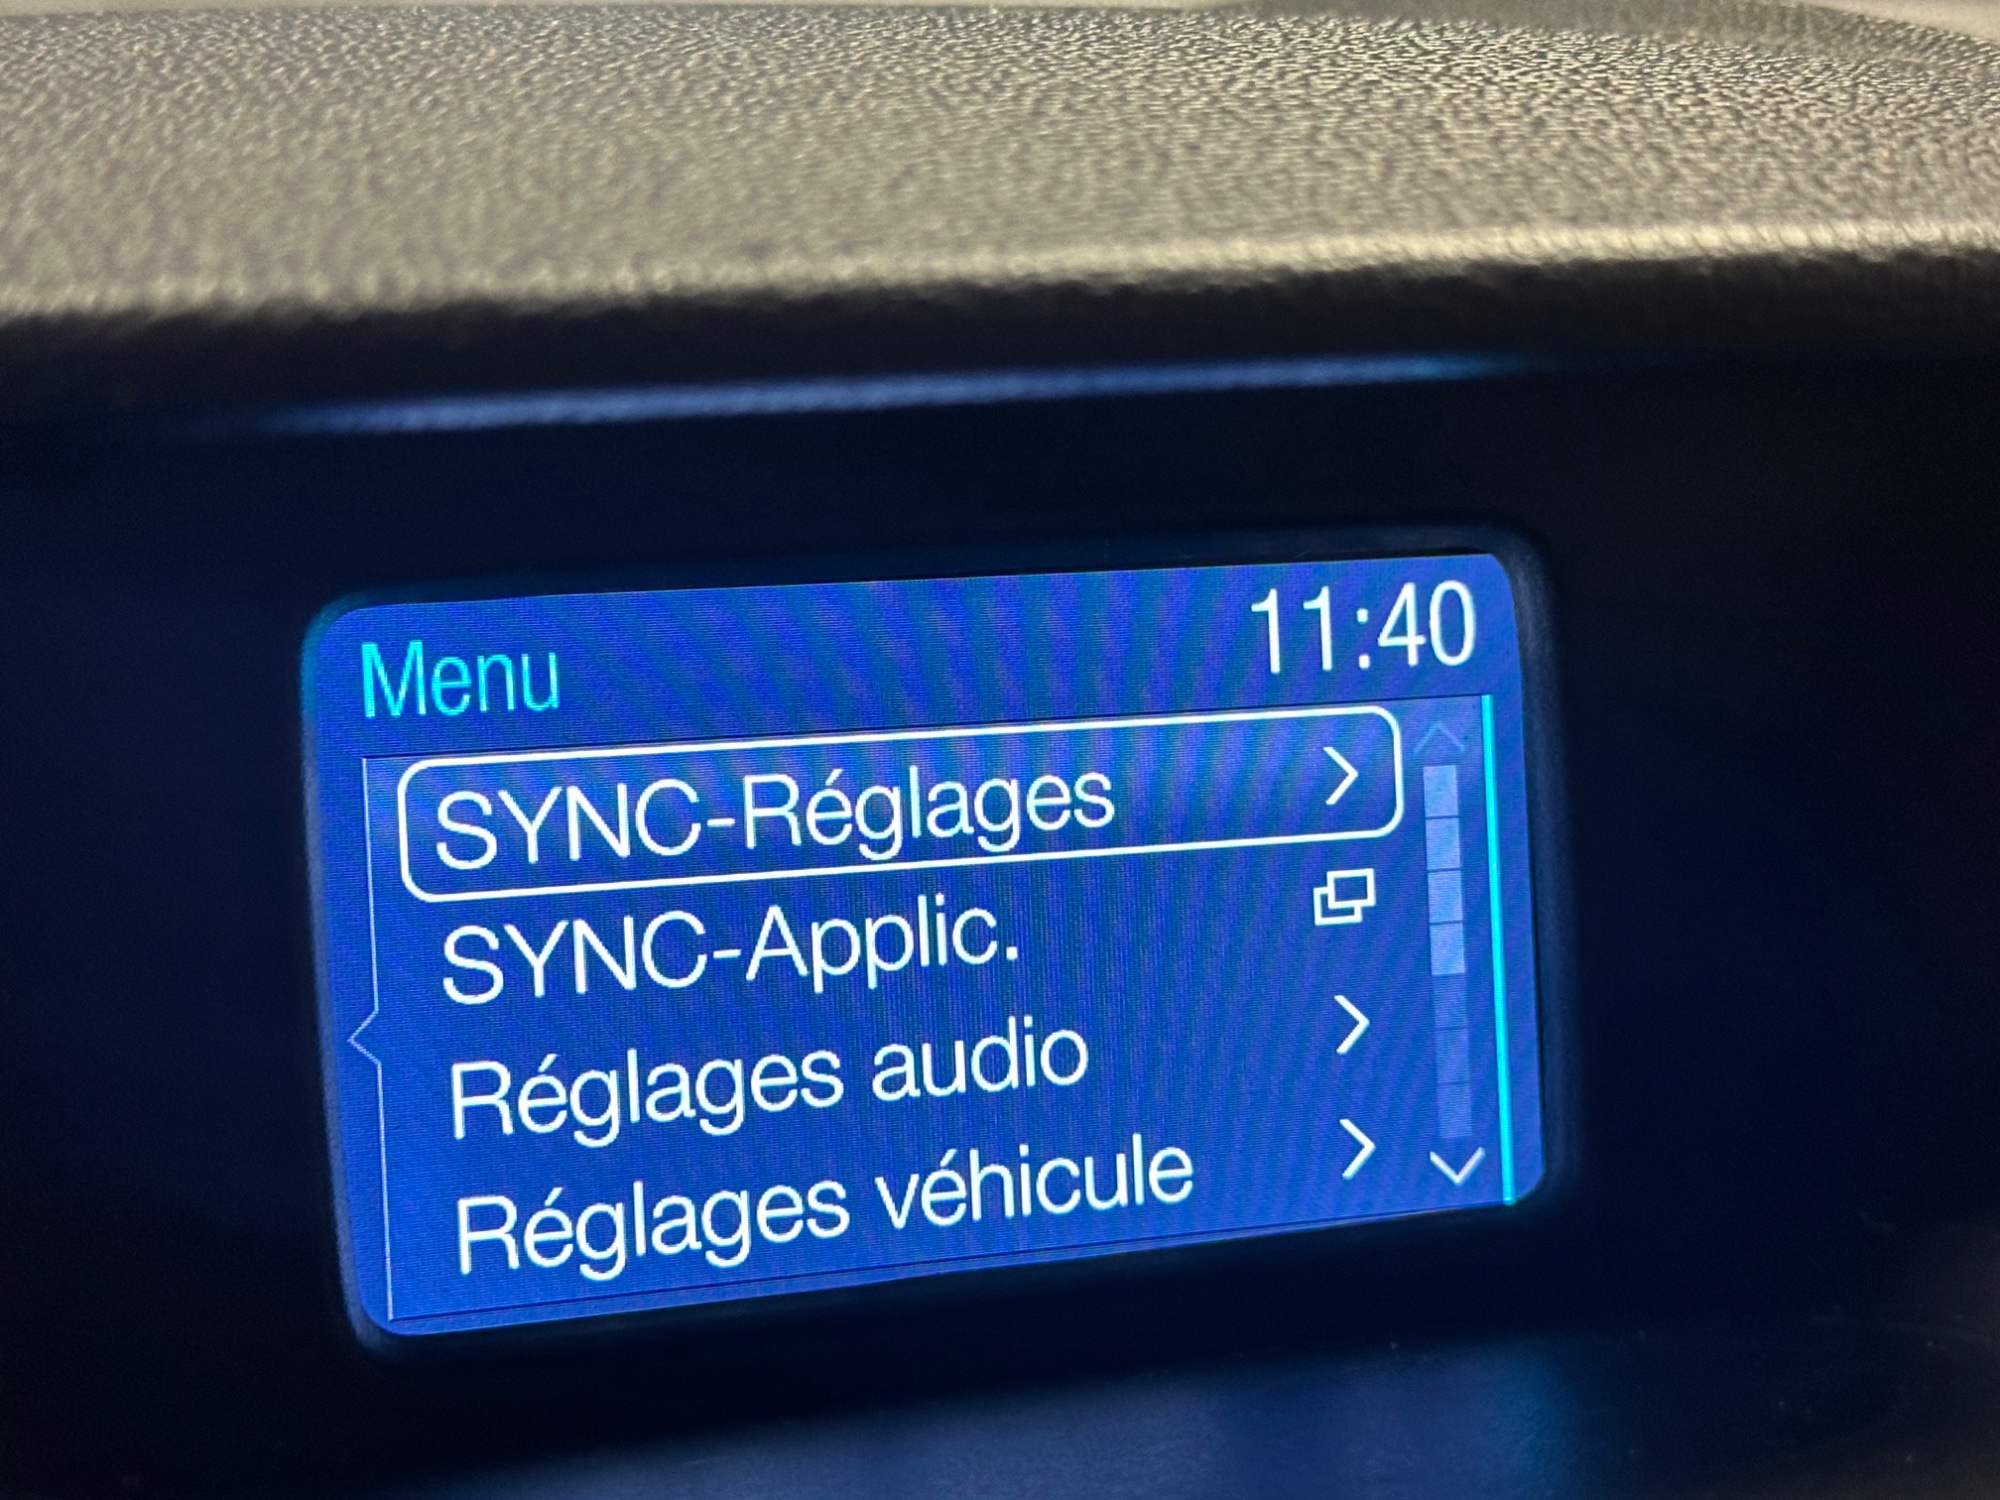 Menu 11:40
SYNC-Réglages
SYNC-Applic.
Réglages audio
Réglages véhicule